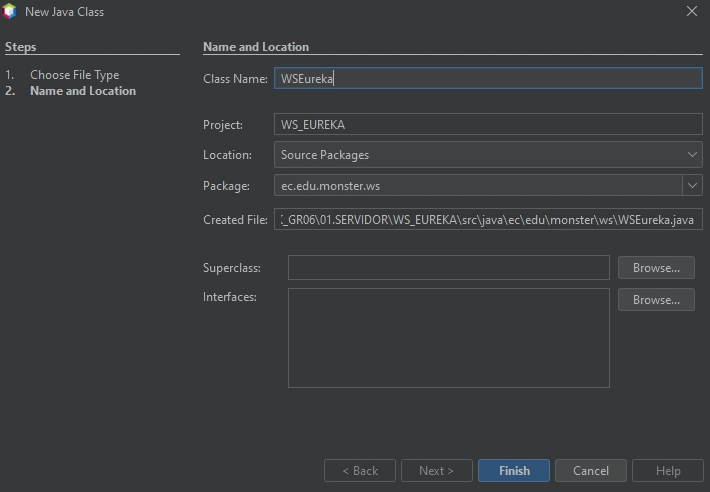 New Java Class
Steps
1. Choose File Type
2. Name and Location
Name and Location
Class Name: WSEureka
Project: WS_EUREKA
Location: Source Packages
Package: ec.edu.monster.ws
Created File: _GR06\01.SERVIDOR\WS_EUREKA\src\java\ec\edu\monster\ws\WSEureka.java
Superclass:
Browse...
Interfaces:
Browse...
< Back
Next >
Finish
Cancel
Help